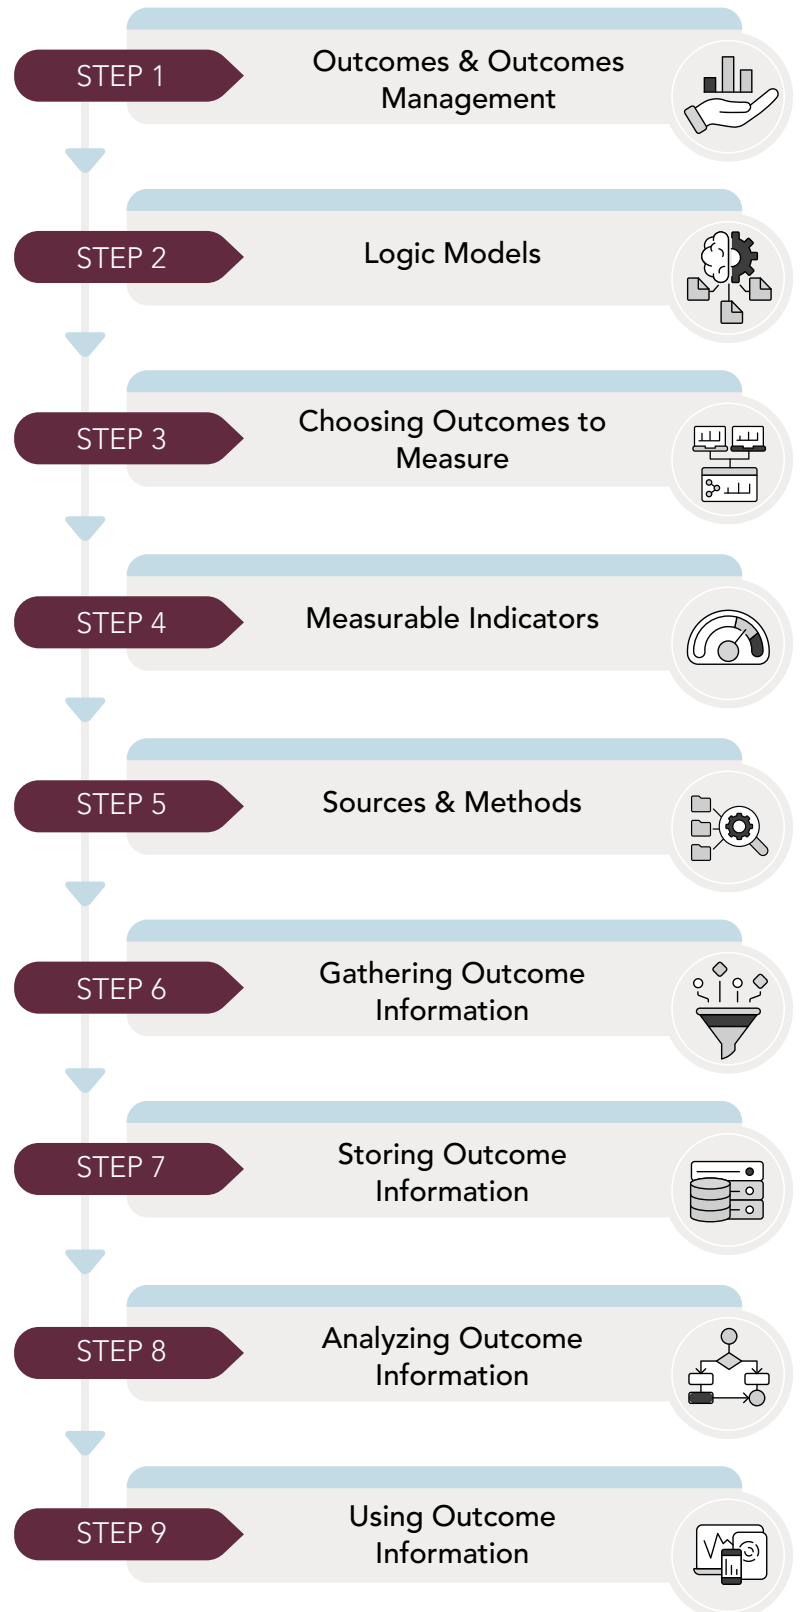 STEP 1
Outcomes & Outcomes
Management
STEP 2
Logic Models
STEP 3
Choosing Outcomes to
Measure
STEP 4
Measurable Indicators
STEP 5
Sources & Methods
STEP 6
Gathering Outcome
Information
STEP 7
Storing Outcome
Information
STEP 8
Analyzing Outcome
Information
STEP 9
Using Outcome
Information